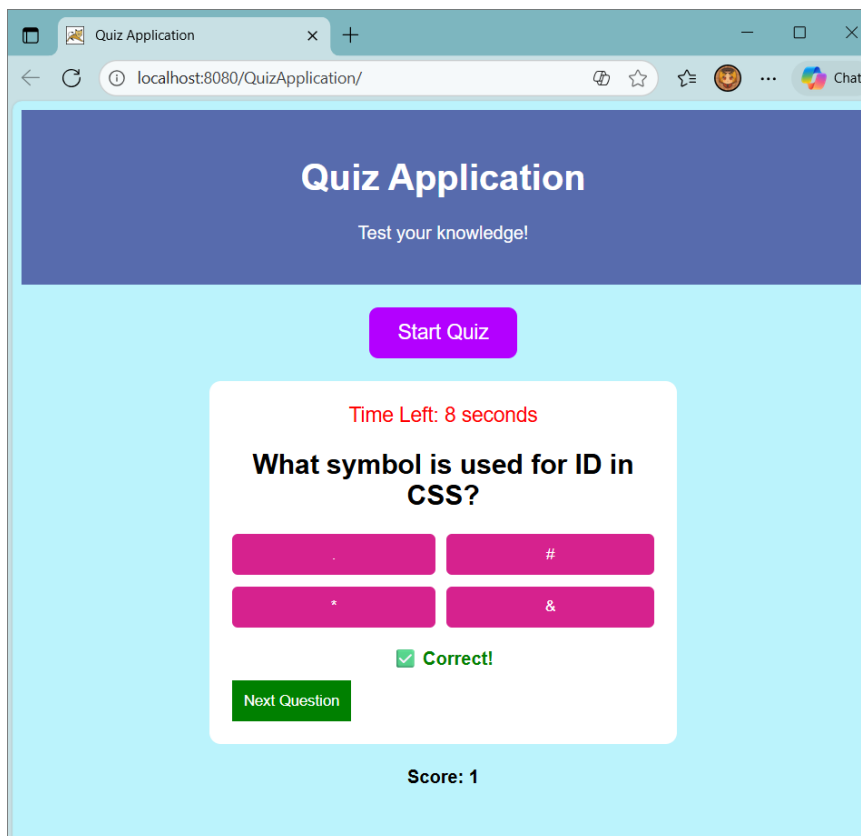 Quiz Application
localhost:8080/QuizApplication/
Chat
Quiz Application
Test your knowledge!
Start Quiz
Time Left: 8 seconds
What symbol is used for ID in
CSS?
. #
* &
✅ Correct!
Next Question
Score: 1